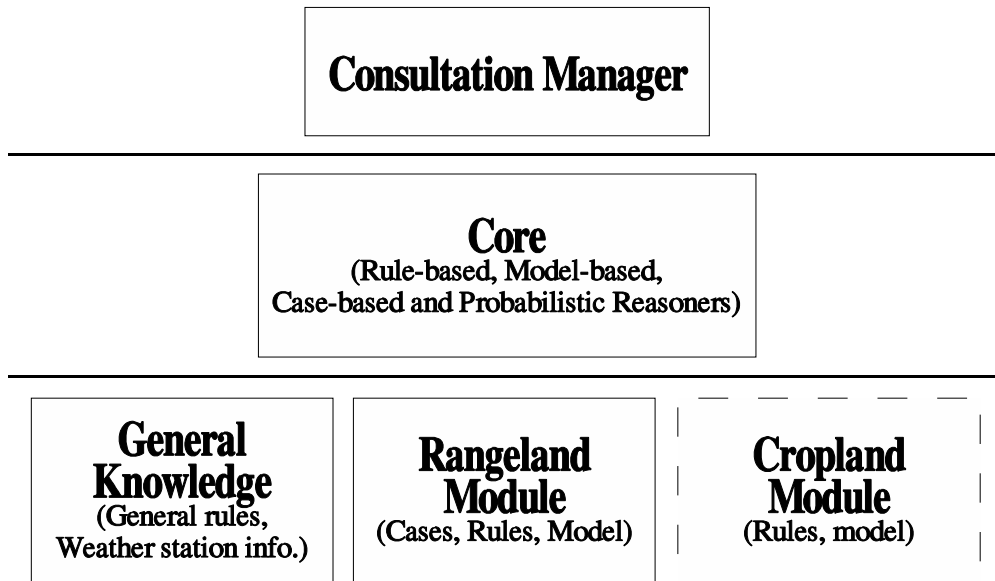 Consultation Manager
Core
(Rule-based, Model-based,
Case-based and Probabilistic Reasoners)
General
Knowledge
(General rules,
Weather station info.)
Rangeland
Module
(Cases, Rules, Model)
Cropland
Module
(Rules, model)